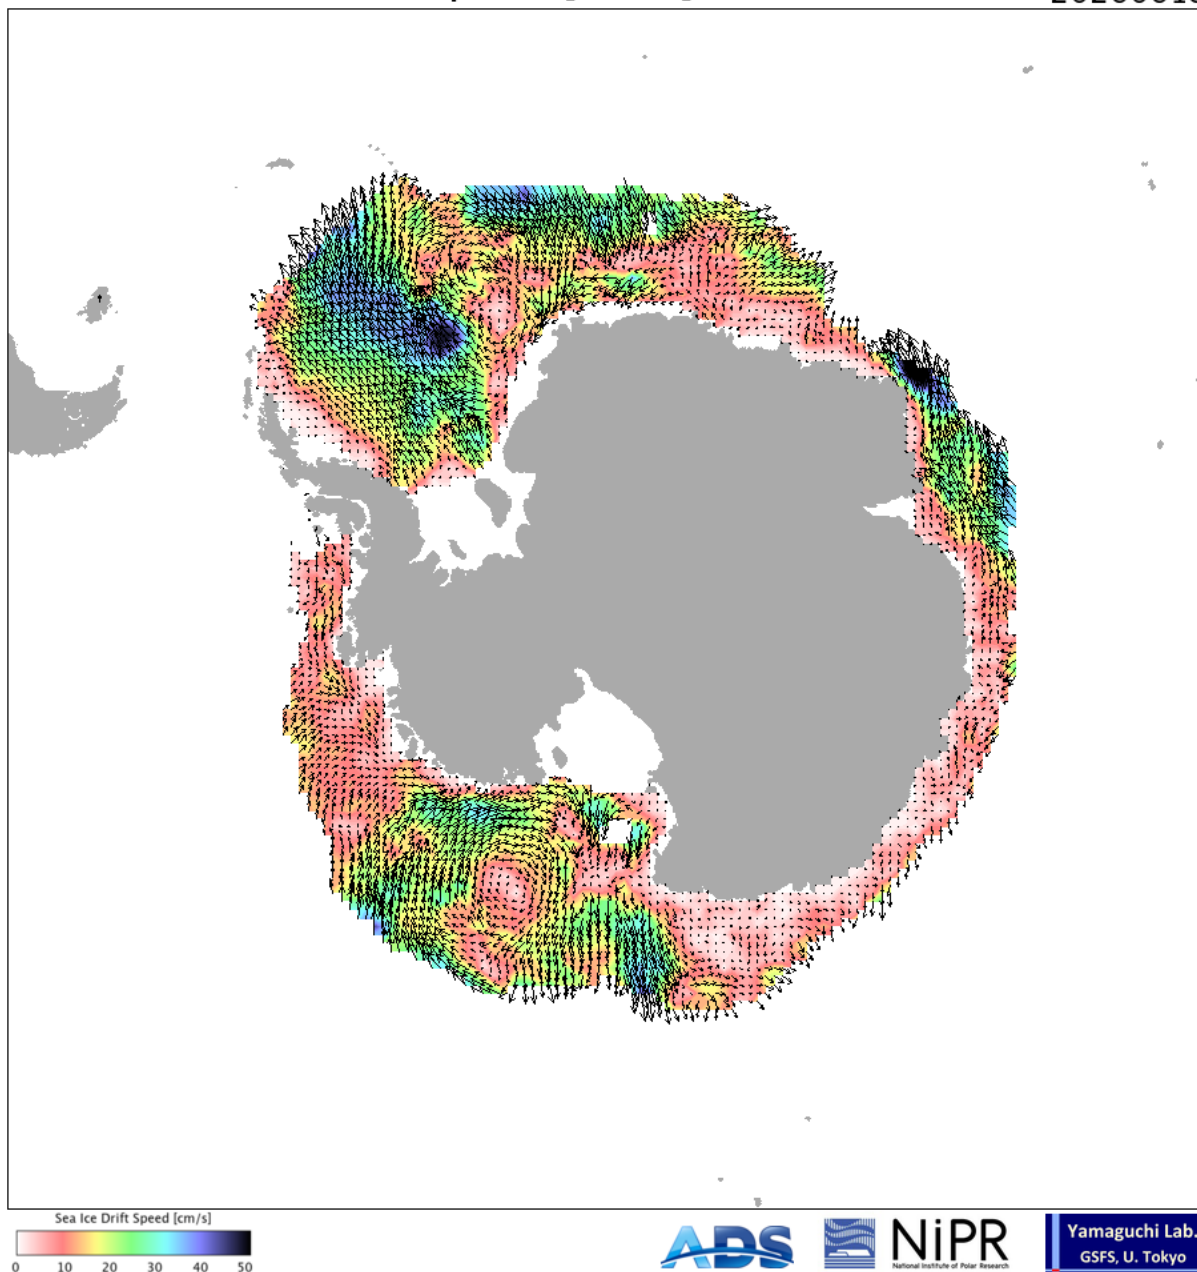 Sea Ice Drift Speed [cm/s]
0 10 20 30 40 50
ADS
NiPR
National Institute of Polar Research
Yamaguchi Lab.
GSFS, U. Tokyo